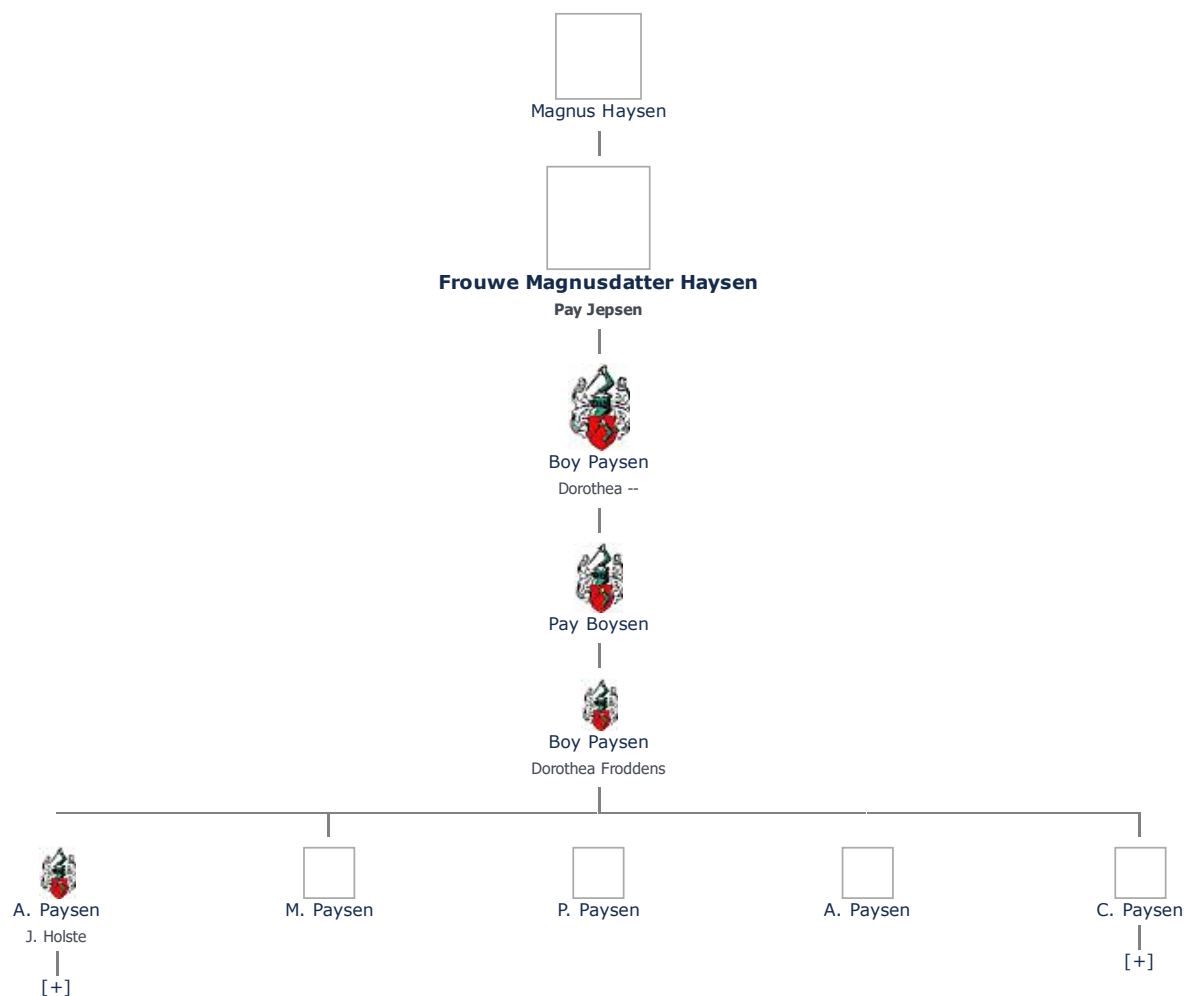 Magnus Haysen
Frouwe Magnusdatter Haysen
Pay Jepsen
Boy Paysen
Dorothea --
Pay Boysen
Boy Paysen
Dorothea Froddens
A. Paysen
J. Holste
[+]
M. Paysen
P. Paysen
A. Paysen
C. Paysen
[+]